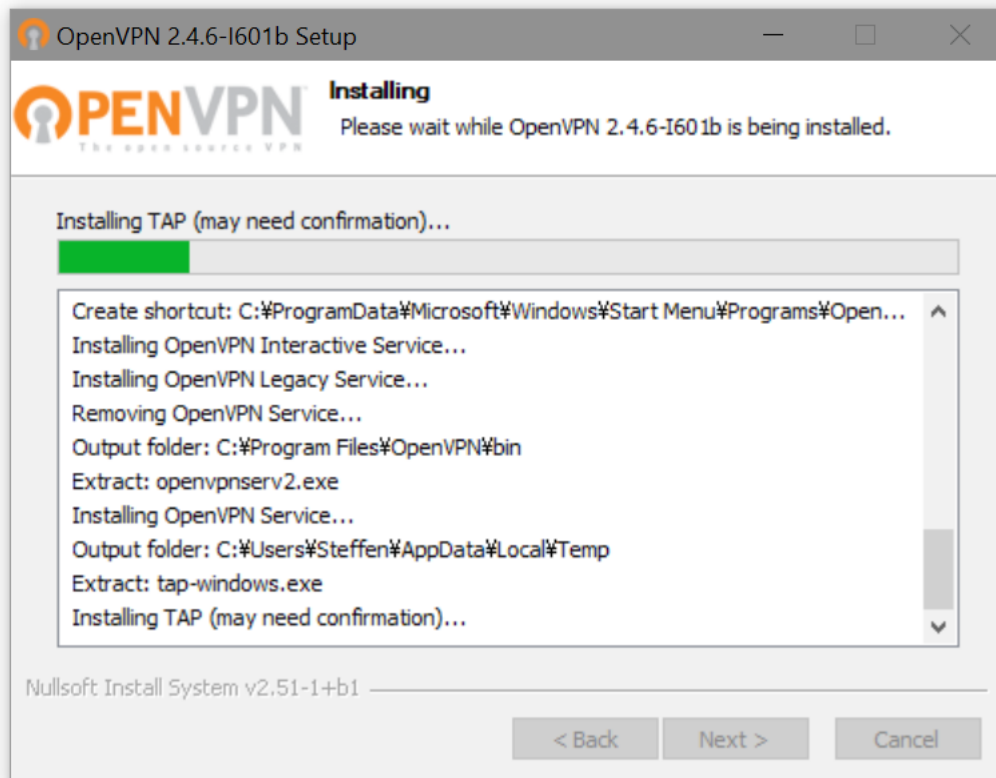 OpenVPN 2.4.6-I601b Setup
OPENVPN
The open source VPN
Installing
Please wait while OpenVPN 2.4.6-I601b is being installed.
Installing TAP (may need confirmation)...
Create shortcut: C:¥ProgramData¥Microsoft¥Windows¥Start Menu¥Programs¥Open...
Installing OpenVPN Interactive Service...
Installing OpenVPN Legacy Service...
Removing OpenVPN Service...
Output folder: C:¥Program Files¥OpenVPN¥bin
Extract: openvpnserv2.exe
Installing OpenVPN Service...
Output folder: C:¥Users¥Steffen¥AppData¥Local¥Temp
Extract: tap-windows.exe
Installing TAP (may need confirmation)...
Nullsoft Install System v2.51-1+b1
< Back Next > Cancel